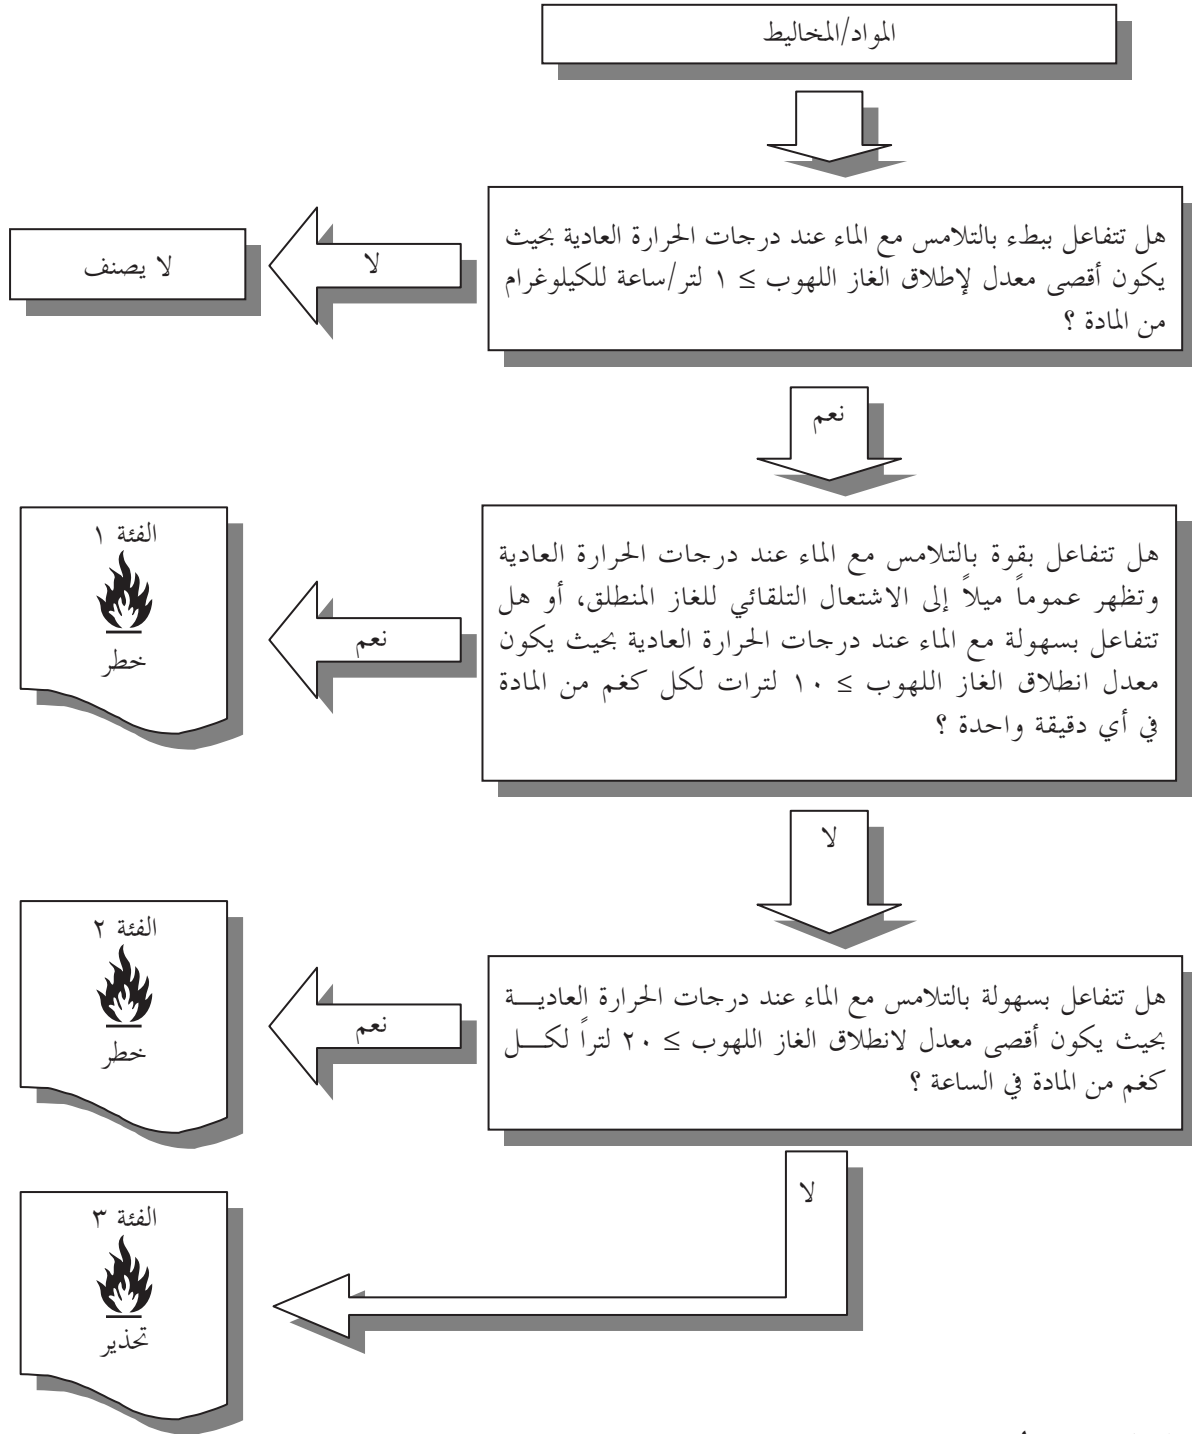 المواد/المخاليط
هل تتفاعل ببطء بالتلامس مع الماء عند درجات الحرارة العادية بحيث
يكون أقصى معدل لإطلاق الغاز اللهوب ≥ ١ لتر/ساعة للكيلوغرام
من المادة ؟
لا
لا يصنف
نعم
هل تتفاعل بقوة بالتلامس مع الماء عند درجات الحرارة العادية
وتظهر عموماً ميلاً إلى الاشتعال التلقائي للغاز المنطلق، أو هل
تتفاعل بسهولة مع الماء عند درجات الحرارة العادية بحيث يكون
معدل انطلاق الغاز اللهوب ≥ ١٠ لترات لكل كغم من المادة
في أي دقيقة واحدة ؟
نعم
الفئة ١
خطر
لا
هل تتفاعل بسهولة بالتلامس مع الماء عند درجات الحرارة العاديـــة
بحيث يكون أقصى معدل لانطلاق الغاز اللهوب ≥ ٢٠ لتراً لكـــل
كغم من المادة في الساعة ؟
نعم
الفئة ٢
خطر
لا
الفئة ٣
تحذير